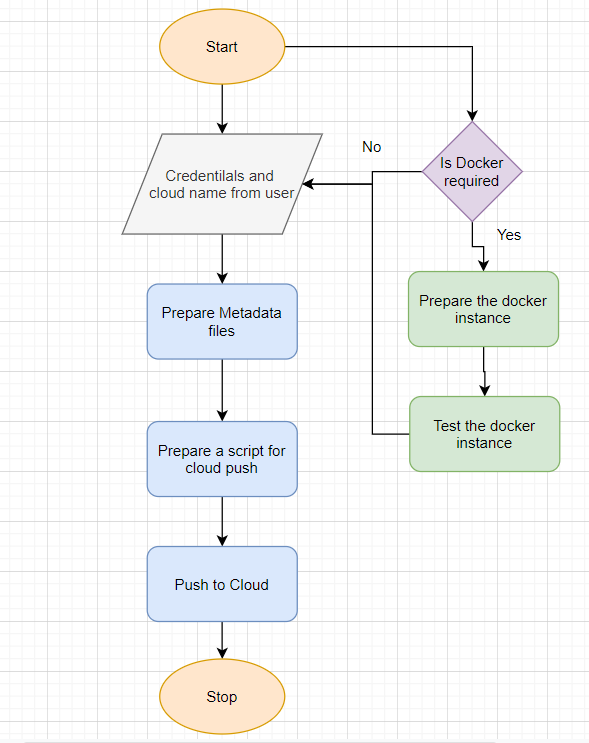 Start
No
Is Docker
required
Credentilals and
cloud name from user
Yes
Prepare Metadata
files
Prepare the docker
instance
Prepare a script for
cloud push
Test the docker
instance
Push to Cloud
Stop